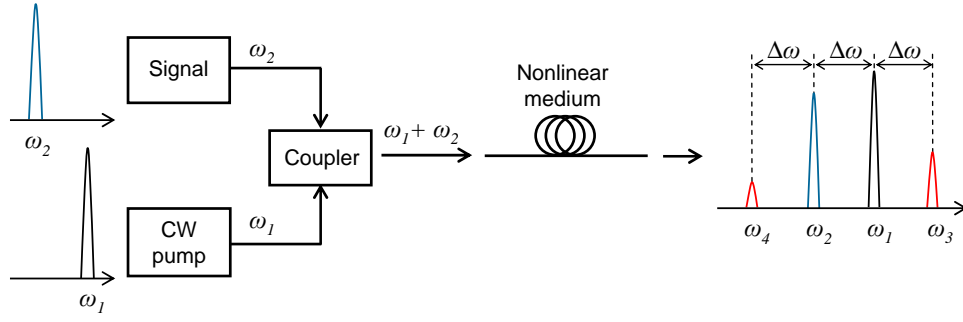 ω₂
Signal
ω₂
ω₁
CW
pump
ω₁
Coupler
ω₁+ ω₂
Nonlinear
medium
Δω Δω Δω
ω₄ ω₂ ω₁ ω₃